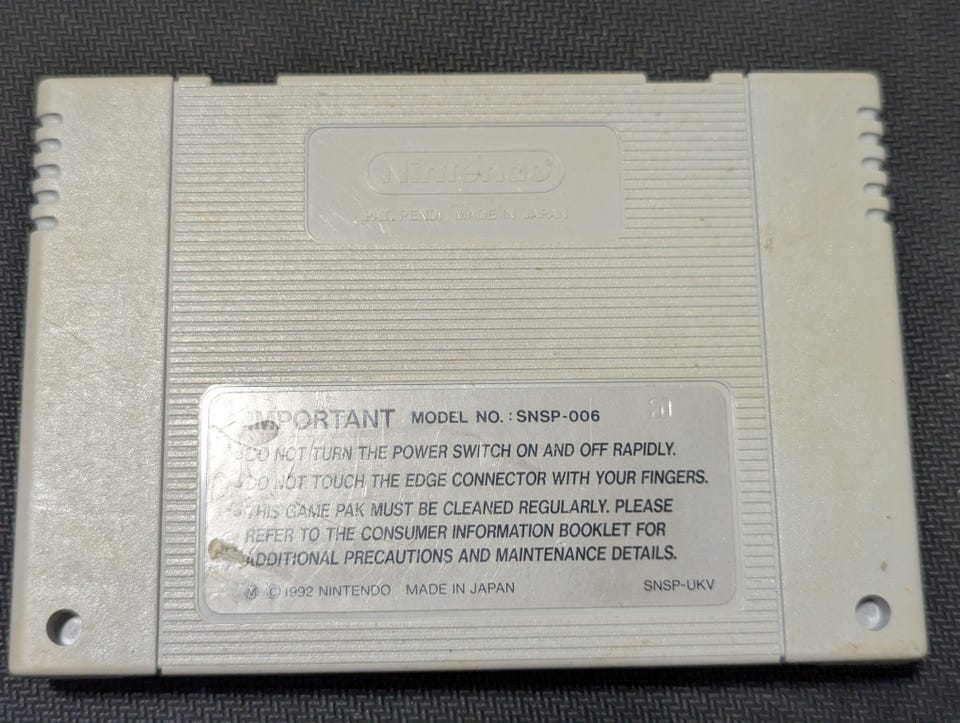 Nintendo®
PAT. PEND. MADE IN JAPAN
IMPORTANT MODEL NO. : SNSP-006 20
•DO NOT TURN THE POWER SWITCH ON AND OFF RAPIDLY.
•DO NOT TOUCH THE EDGE CONNECTOR WITH YOUR FINGERS.
•THIS GAME PAK MUST BE CLEANED REGULARLY. PLEASE
REFER TO THE CONSUMER INFORMATION BOOKLET FOR
ADDITIONAL PRECAUTIONS AND MAINTENANCE DETAILS.
Ⓜ © 1992 NINTENDO MADE IN JAPAN SNSP-UKV